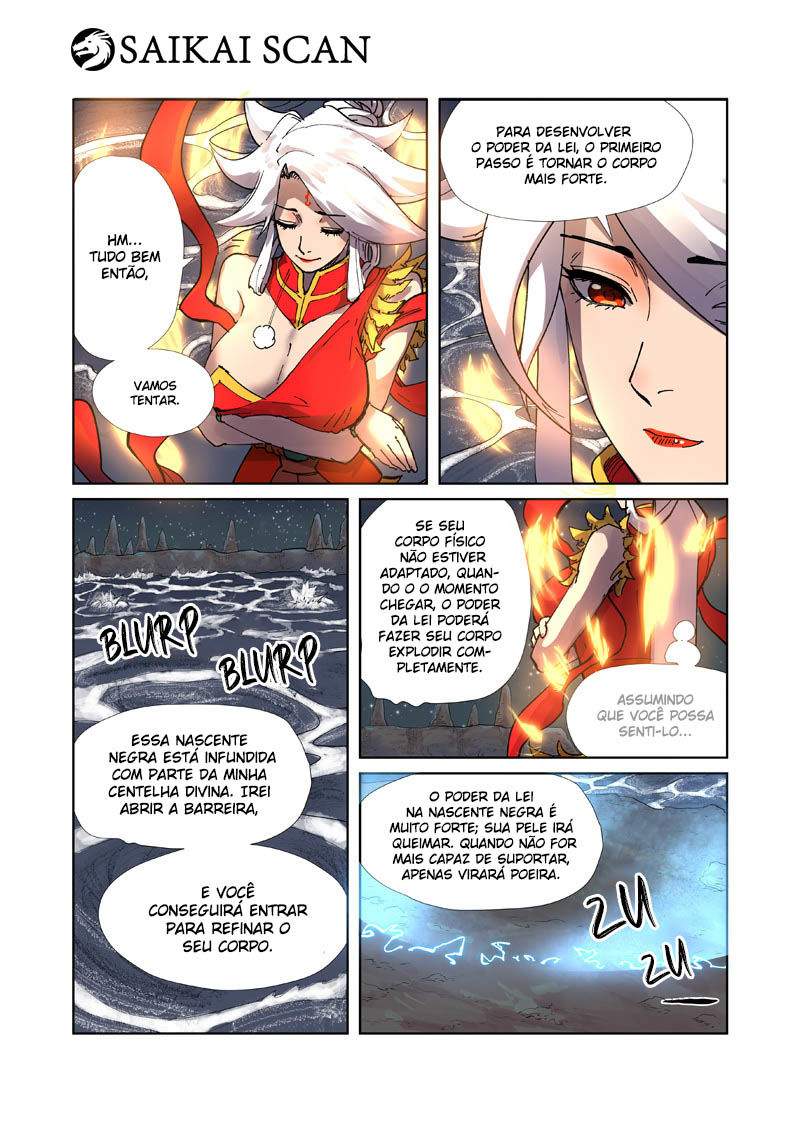 SAIKAI SCAN
HM...
TUDO BEM
ENTÃO,
VAMOS
TENTAR.
PARA DESENVOLVER
O PODER DA LEI, O PRIMEIRO
PASSO É TORNAR O CORPO
MAIS FORTE.
BLURP
BLURP
ESSA NASCENTE
NEGRA ESTÁ INFUNDIDA
COM PARTE DA MINHA
CENTELHA DIVINA. IREI
ABRIR A BARREIRA,
E VOCÊ
CONSEGUIRÁ ENTRAR
PARA REFINAR O
SEU CORPO.
SE SEU
CORPO FÍSICO
NÃO ESTIVER
ADAPTADO, QUAN-
DO O O MOMENTO
CHEGAR, O PODER
DA LEI PODERÁ
FAZER SEU CORPO
EXPLODIR COM-
PLETAMENTE.
ASSUMINDO
QUE VOCÊ POSSA
SENTI-LO...
O PODER DA LEI
NA NASCENTE NEGRA É
MUITO FORTE; SUA PELE IRÁ
QUEIMAR. QUANDO NÃO FOR
MAIS CAPAZ DE SUPORTAR,
APENAS VIRARÁ POEIRA.
ZU
ZU